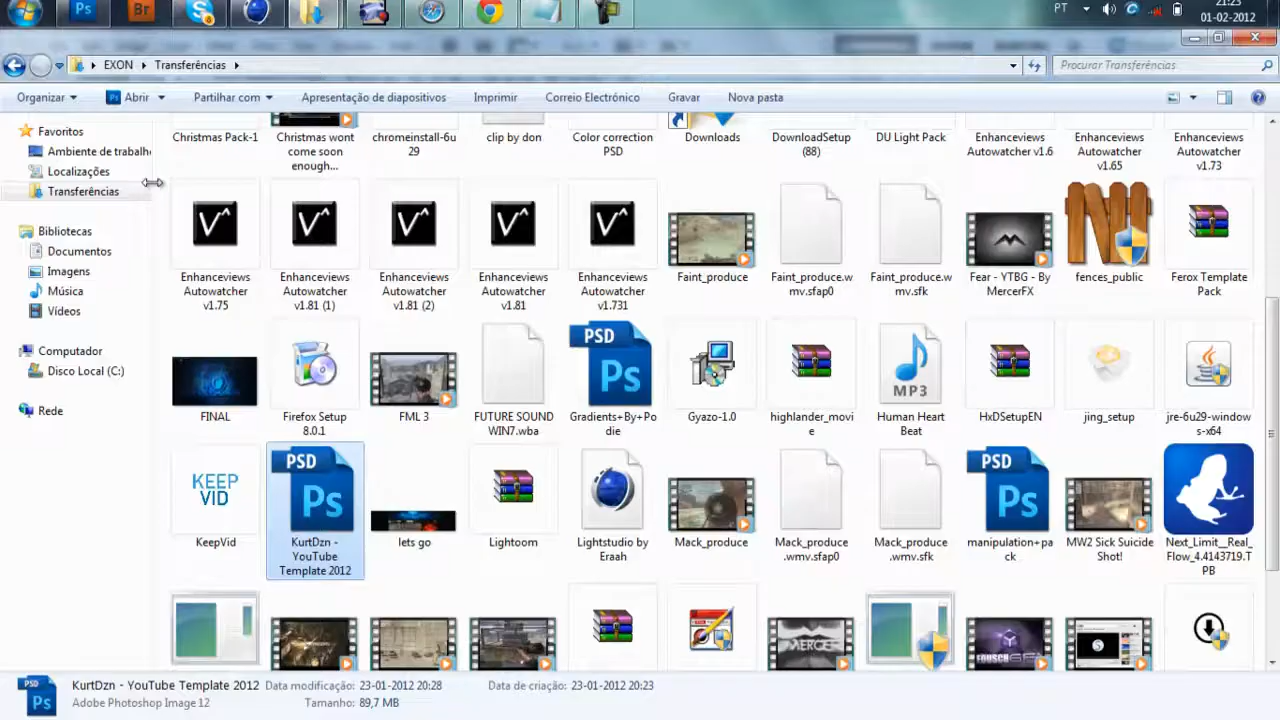 Ps
Br
PT
21:23
01-02-2012
EXON
Transferências
Procurar Transferências
Organizar
Ps
Abrir
Partilhar com
Apresentação de diapositivos
Imprimir
Correio Electrónico
Gravar
Nova pasta
Favoritos
Ambiente de trabalh
Localizações
Transferências
Bibliotecas
Documentos
Imagens
Música
Vídeos
Computador
Disco Local (C:)
Rede
Christmas Pack-1
Christmas wont
come soon
enough...
chromeinstall-6u
29
clip by don
Color correction
PSD
Downloads
DownloadSetup
(88)
DU Light Pack
Enhanceviews
Autowatcher v1.6
Enhanceviews
Autowatcher
v1.65
Enhanceviews
Autowatcher
v1.73
Enhanceviews
Autowatcher
v1.75
Enhanceviews
Autowatcher
v1.81 (1)
Enhanceviews
Autowatcher
v1.81 (2)
Enhanceviews
Autowatcher
v1.81
Enhanceviews
Autowatcher
v1.731
Faint_produce
Faint_produce.w
mv.sfap0
Faint_produce.w
mv.sfk
Fear - YTBG - By
MercerFX
fences_public
Ferox Template
Pack
FINAL
Firefox Setup
8.0.1
FML 3
FUTURE SOUND
WIN7.wba
PSD
Ps
Gradients+By+Po
die
Gyazo-1.0
highlander_movi
e
MP3
Human Heart
Beat
HxDSetupEN
jing_setup
jre-6u29-window
s-x64
KEEP
VID
KeepVid
PSD
Ps
KurtDzn -
YouTube
Template 2012
lets go
Lightoom
Lightstudio by
Eraah
Mack_produce
Mack_produce
.wmv.sfap0
Mack_produce
.wmv.sfk
PSD
Ps
manipulation+pa
ck
MW2 Sick Suicide
Shot!
Next_Limit__Real_
Flow_4.4143719.T
PB
MERCE
PSD
Ps
KurtDzn - YouTube Template 2012
Adobe Photoshop Image 12
Data modificação: 23-01-2012 20:28
Tamanho: 89,7 MB
Data de criação: 23-01-2012 20:23